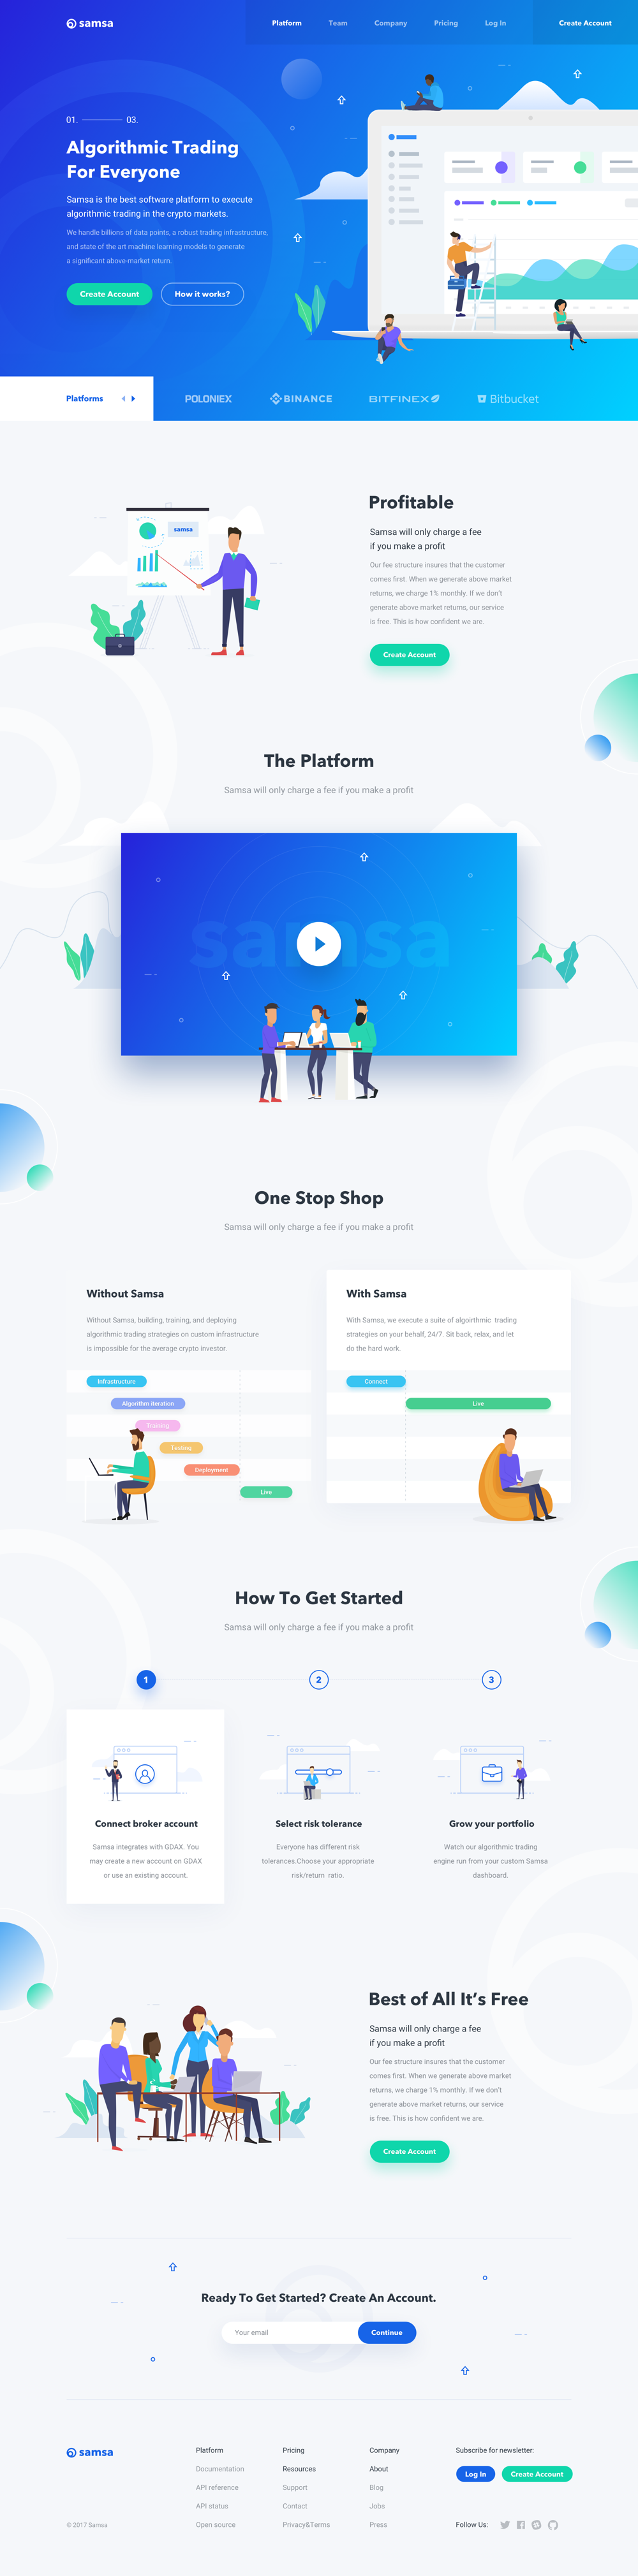 samsa
Platform Team Company Pricing Log In Create Account
01. 03.
Algorithmic Trading
For Everyone
Samsa is the best software platform to execute
algorithmic trading in the crypto markets.
We handle billions of data points, a robust trading infrastructure,
and state of the art machine learning models to generate
a significant above-market return.
Create Account How it works?
Platforms
POLONIEX BINANCE BITFINEX Bitbucket
samsa
Profitable
Samsa will only charge a fee
if you make a profit
Our fee structure insures that the customer
comes first. When we generate above market
returns, we charge 1% monthly. If we don't
generate above market returns, our service
is free. This is how confident we are.
Create Account
The Platform
Samsa will only charge a fee if you make a profit
samsa
One Stop Shop
Samsa will only charge a fee if you make a profit
Without Samsa
Without Samsa, building, training, and deploying
algorithmic trading strategies on custom infrastructure
is impossible for the average crypto investor.
Infrastructure
Algorithm iteration
Training
Testing
Deployment
Live
With Samsa
With Samsa, we execute a suite of algoirthmic trading
strategies on your behalf, 24/7. Sit back, relax, and let
do the hard work.
Connect
Live
How To Get Started
Samsa will only charge a fee if you make a profit
1 2 3
Connect broker account
Samsa integrates with GDAX. You
may create a new account on GDAX
or use an existing account.
Select risk tolerance
Everyone has different risk
tolerances.Choose your appropriate
risk/return ratio.
Grow your portfolio
Watch our algorithmic trading
engine run from your custom Samsa
dashboard.
Best of All It's Free
Samsa will only charge a fee
if you make a profit
Our fee structure insures that the customer
comes first. When we generate above market
returns, we charge 1% monthly. If we don't
generate above market returns, our service
is free. This is how confident we are.
Create Account
Ready To Get Started? Create An Account.
Your email Continue
samsa
Platform
Documentation
API reference
API status
Open source
Pricing
Resources
Support
Contact
Privacy&Terms
Company
About
Blog
Jobs
Press
Subscribe for newsletter:
Log In Create Account
Follow Us:
© 2017 Samsa